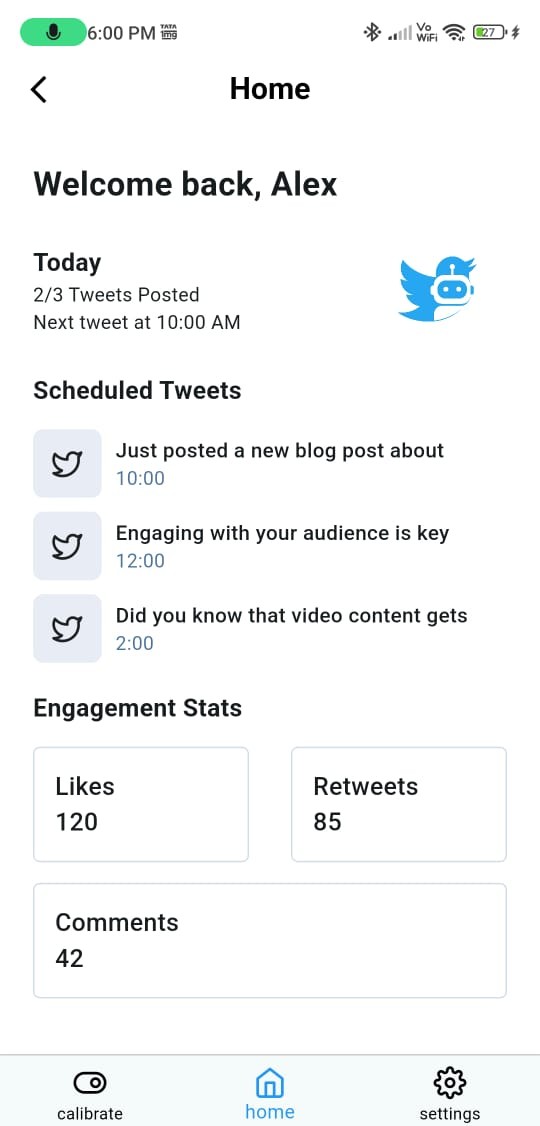 6:00 PM TATA 1mg Vo WiFi 27
Home
Welcome back, Alex
Today
2/3 Tweets Posted
Next tweet at 10:00 AM
Scheduled Tweets
Just posted a new blog post about
10:00
Engaging with your audience is key
12:00
Did you know that video content gets
2:00
Engagement Stats
Likes
120
Retweets
85
Comments
42
calibrate
home
settings